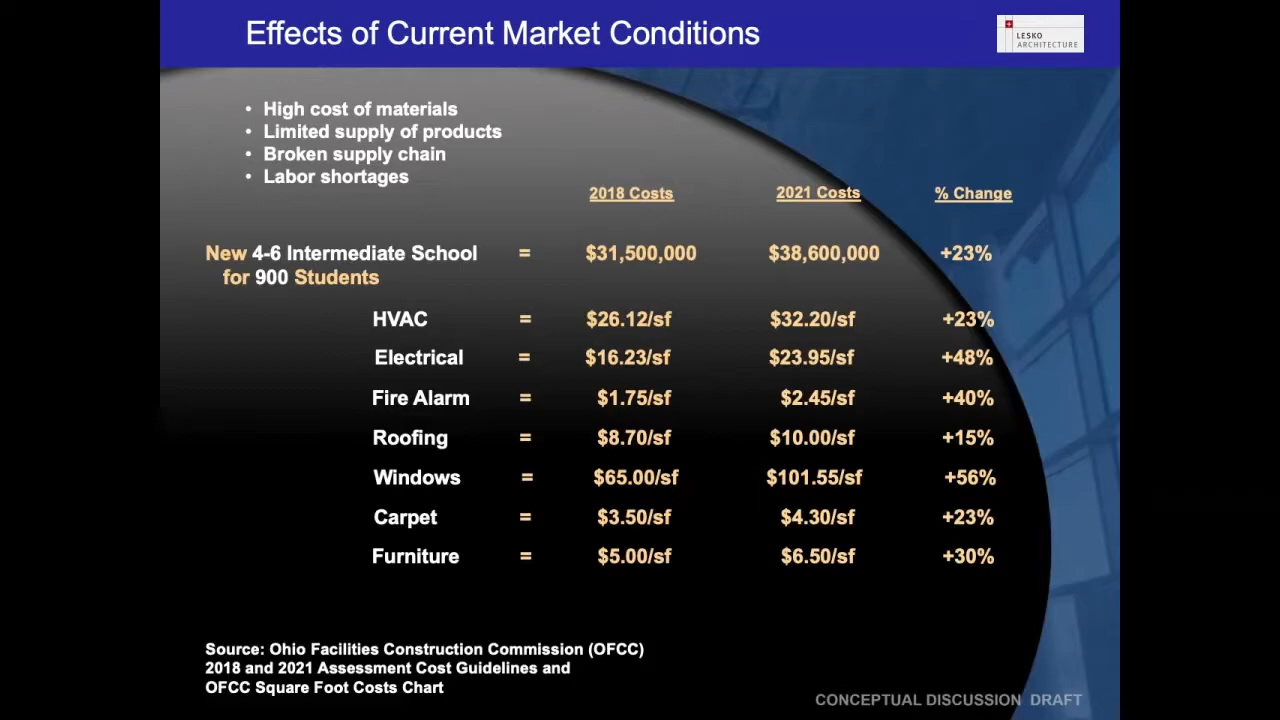 Effects of Current Market Conditions
LESKO
ARCHITECTURE
• High cost of materials
• Limited supply of products
• Broken supply chain
• Labor shortages
2018 Costs 2021 Costs % Change
New 4-6 Intermediate School = $31,500,000 $38,600,000 +23%
for 900 Students
HVAC = $26.12/sf $32.20/sf +23%
Electrical = $16.23/sf $23.95/sf +48%
Fire Alarm = $1.75/sf $2.45/sf +40%
Roofing = $8.70/sf $10.00/sf +15%
Windows = $65.00/sf $101.55/sf +56%
Carpet = $3.50/sf $4.30/sf +23%
Furniture = $5.00/sf $6.50/sf +30%
Source: Ohio Facilities Construction Commission (OFCC)
2018 and 2021 Assessment Cost Guidelines and
OFCC Square Foot Costs Chart
CONCEPTUAL DISCUSSION DRAFT